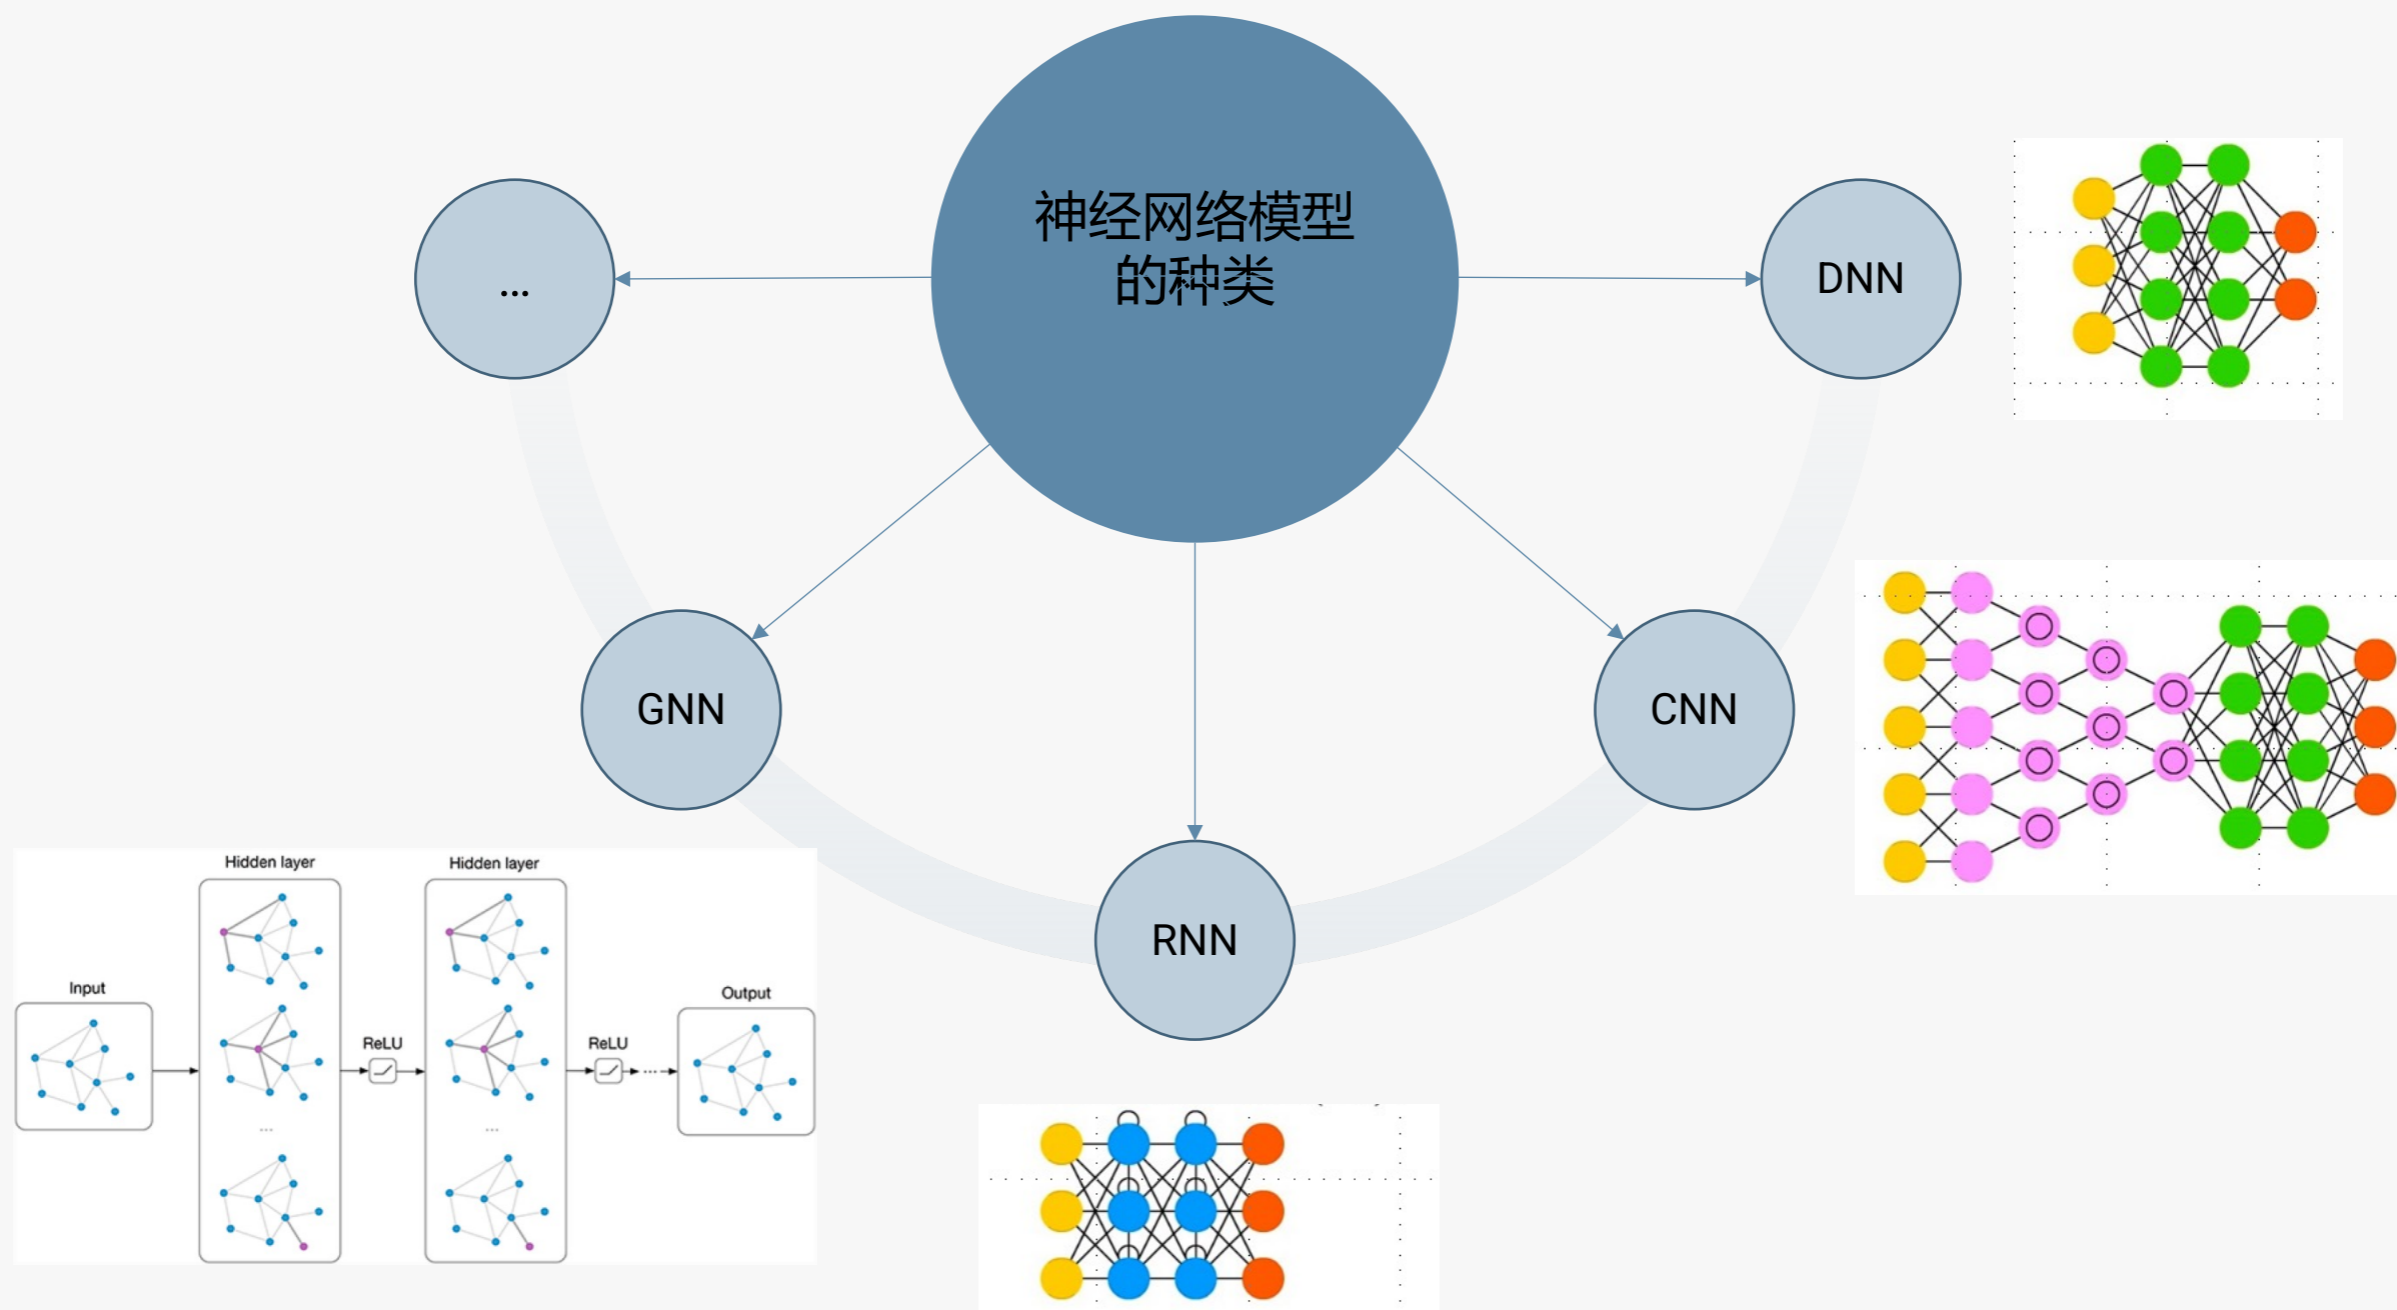 神经网络模型
的种类
...
DNN
GNN
CNN
RNN
Hidden layer
Hidden layer
Input
ReLU
ReLU
Output
...
...
...